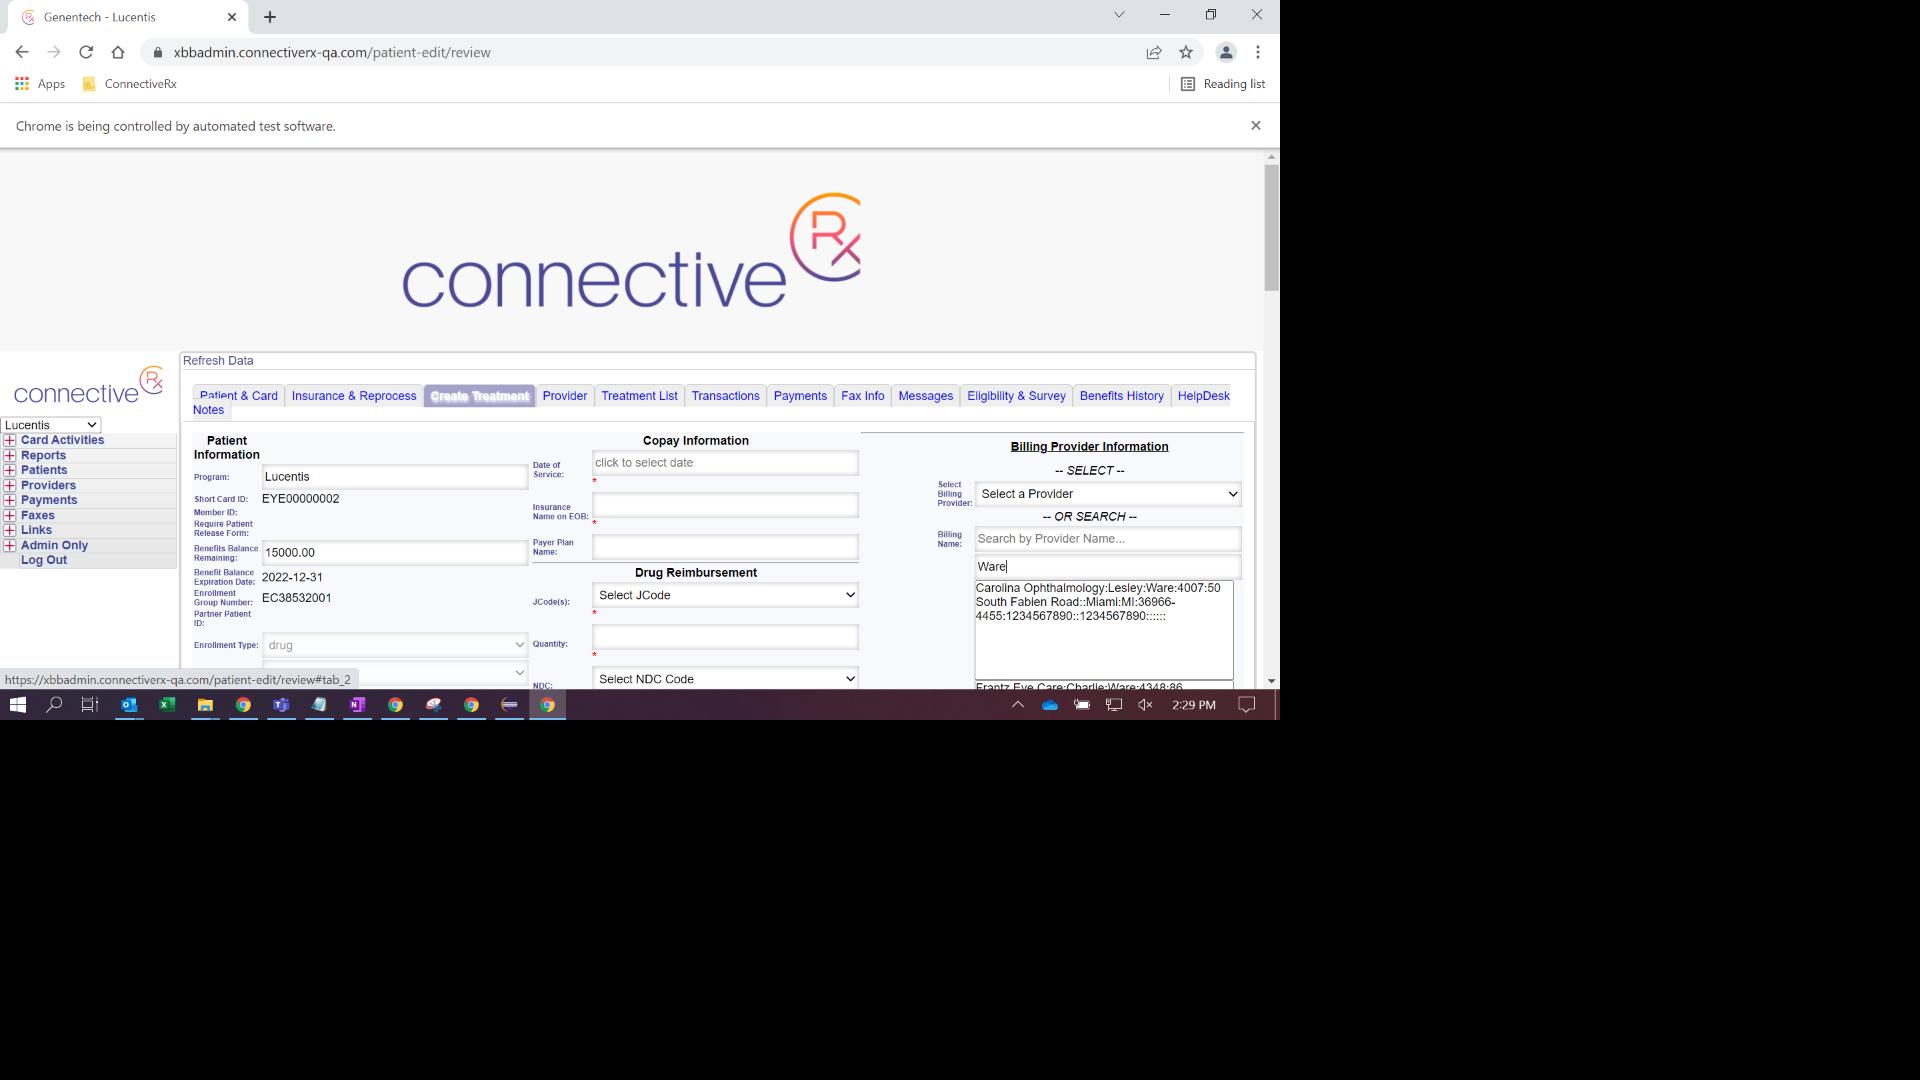 Genentech - Lucentis
xbbadmin.connectiverx-qa.com/patient-edit/review
Apps
ConnectiveRx
Reading list
Chrome is being controlled by automated test software.
connective Rx
connective Rx
Lucentis
Card Activities
Reports
Patients
Providers
Payments
Faxes
Links
Admin Only
Log Out
Refresh Data
Patient & Card
Insurance & Reprocess
Create Treatment
Provider
Treatment List
Transactions
Payments
Fax Info
Messages
Eligibility & Survey
Benefits History
HelpDesk
Notes
Patient
Information
Program:
Lucentis
Short Card ID:
EYE00000002
Member ID:
Require Patient
Release Form:
Benefits Balance
Remaining:
15000.00
Benefit Balance
Expiration Date:
2022-12-31
Enrollment
Group Number:
EC38532001
Partner Patient
ID:
Enrollment Type:
drug
Copay Information
Date of
Service:
click to select date
*
Insurance
Name on EOB:
*
Payer Plan
Name:
Drug Reimbursement
JCode(s):
Select JCode
*
Quantity:
*
NDC:
Select NDC Code
Billing Provider Information
-- SELECT --
Select
Billing
Provider:
Select a Provider
-- OR SEARCH --
Billing
Name:
Search by Provider Name...
Ware
Carolina Ophthalmology:Lesley:Ware:4007:50
South Fabien Road::Miami:MI:36966-
4455:1234567890::1234567890::::::
Frantz Eye Care:Charlie:Ware:4348:86
https://xbbadmin.connectiverx-qa.com/patient-edit/review#tab_2
2:29 PM